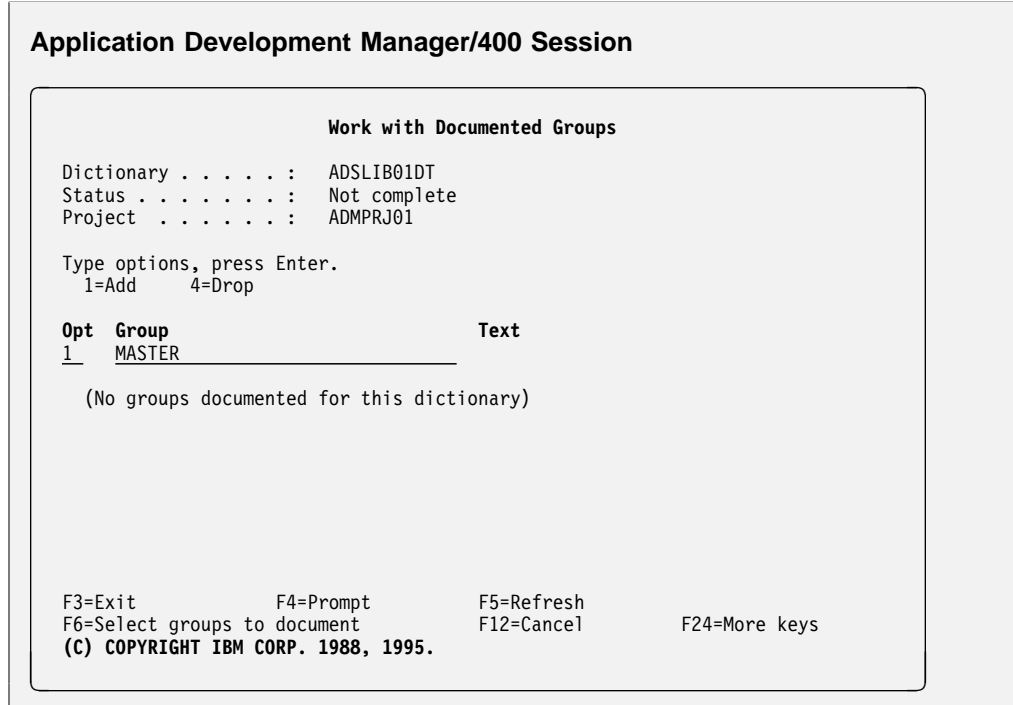 Application Development Manager/400 Session
Work with Documented Groups
Dictionary . . . . . : ADSLIB01DT
Status . . . . . . . : Not complete
Project . . . . . . : ADMPRJ01
Type options, press Enter.
1=Add 4=Drop
Opt Group Text
1 MASTER
(No groups documented for this dictionary)
F3=Exit F4=Prompt F5=Refresh
F6=Select groups to document F12=Cancel F24=More keys
(C) COPYRIGHT IBM CORP. 1988, 1995.